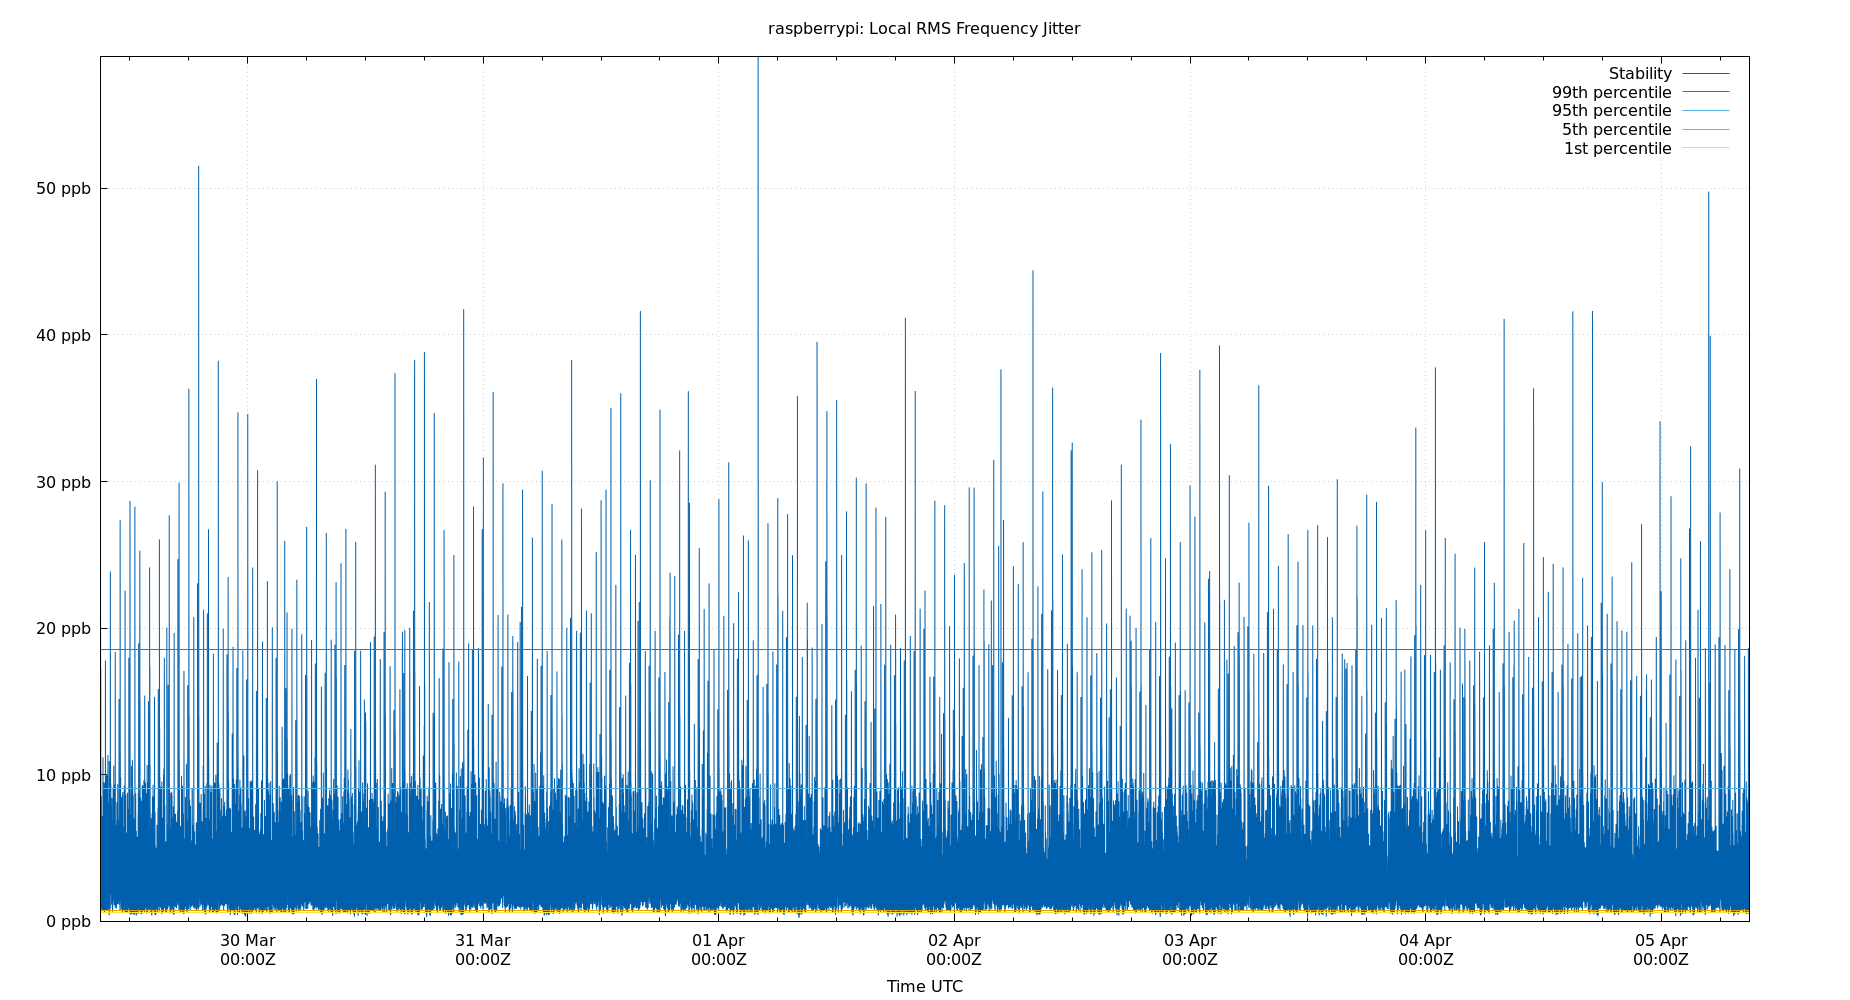 raspberrypi: Local RMS Frequency Jitter
Stability
99th percentile
95th percentile
5th percentile
1st percentile
50 ppb
40 ppb
30 ppb
20 ppb
10 ppb
0 ppb
30 Mar
00:00Z
31 Mar
00:00Z
01 Apr
00:00Z
02 Apr
00:00Z
03 Apr
00:00Z
04 Apr
00:00Z
05 Apr
00:00Z
Time UTC